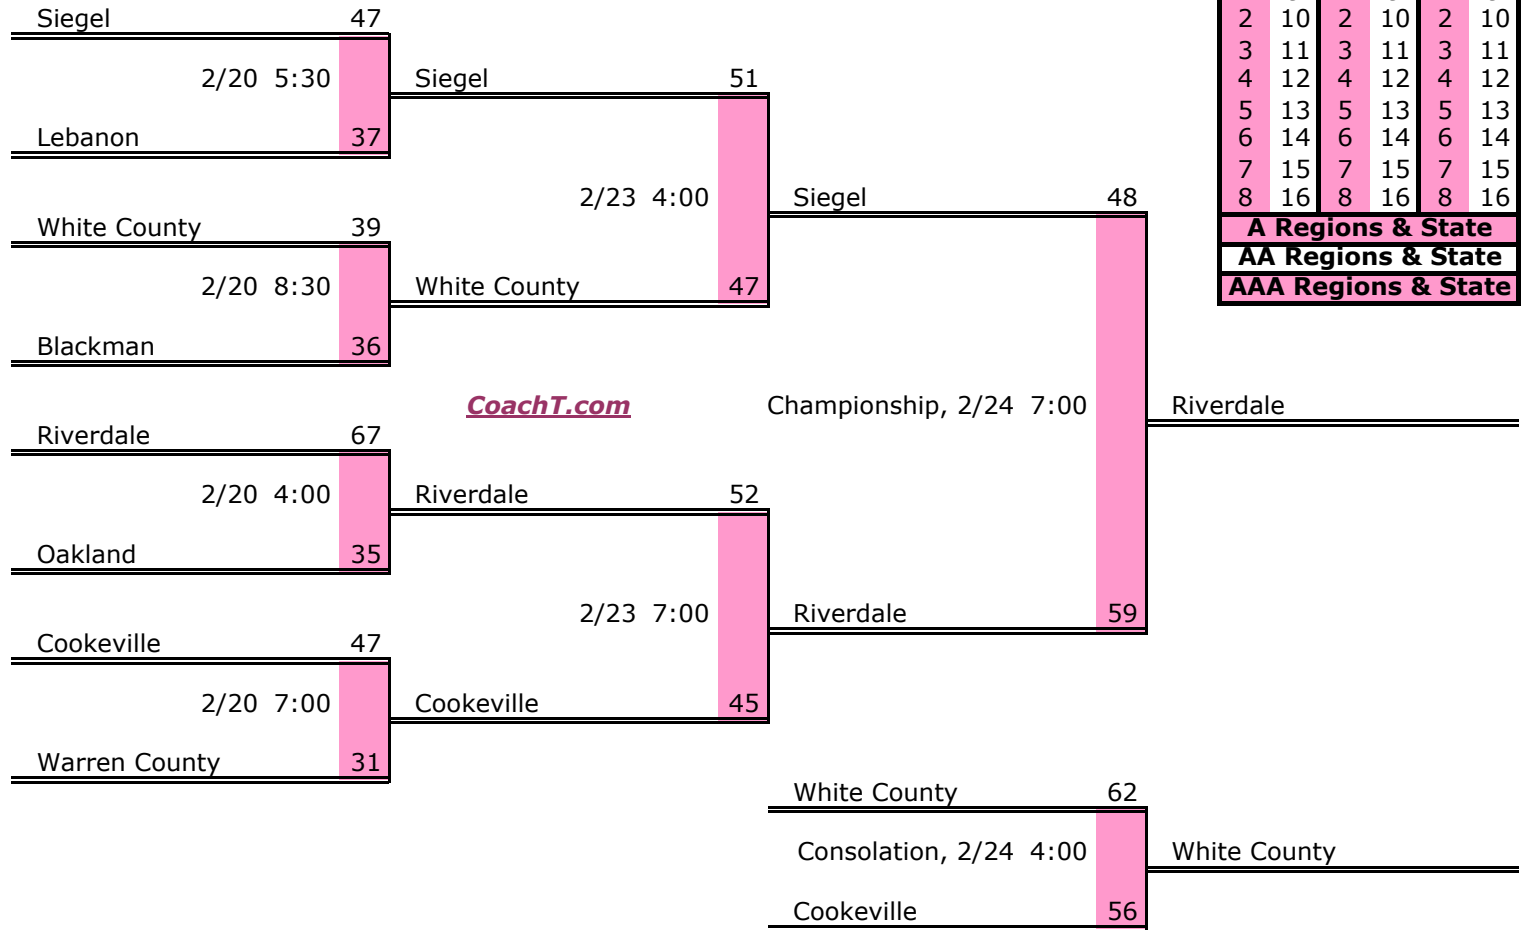 Siegel 47
2 10 2 10 2 10
3 11 3 11 3 11
2/20 5:30 Siegel 51 4 12 4 12 4 12
5 13 5 13 5 13
Lebanon 37 6 14 6 14 6 14
7 15 7 15 7 15
2/23 4:00 Siegel 48 8 16 8 16 8 16
White County 39 A Regions & State
AA Regions & State
2/20 8:30 White County 47 AAA Regions & State
Blackman 36
CoachT.com Championship, 2/24 7:00 Riverdale
Riverdale 67
2/20 4:00 Riverdale 52
Oakland 35
2/23 7:00 Riverdale 59
Cookeville 47
2/20 7:00 Cookeville 45
Warren County 31
White County 62
Consolation, 2/24 4:00 White County
Cookeville 56